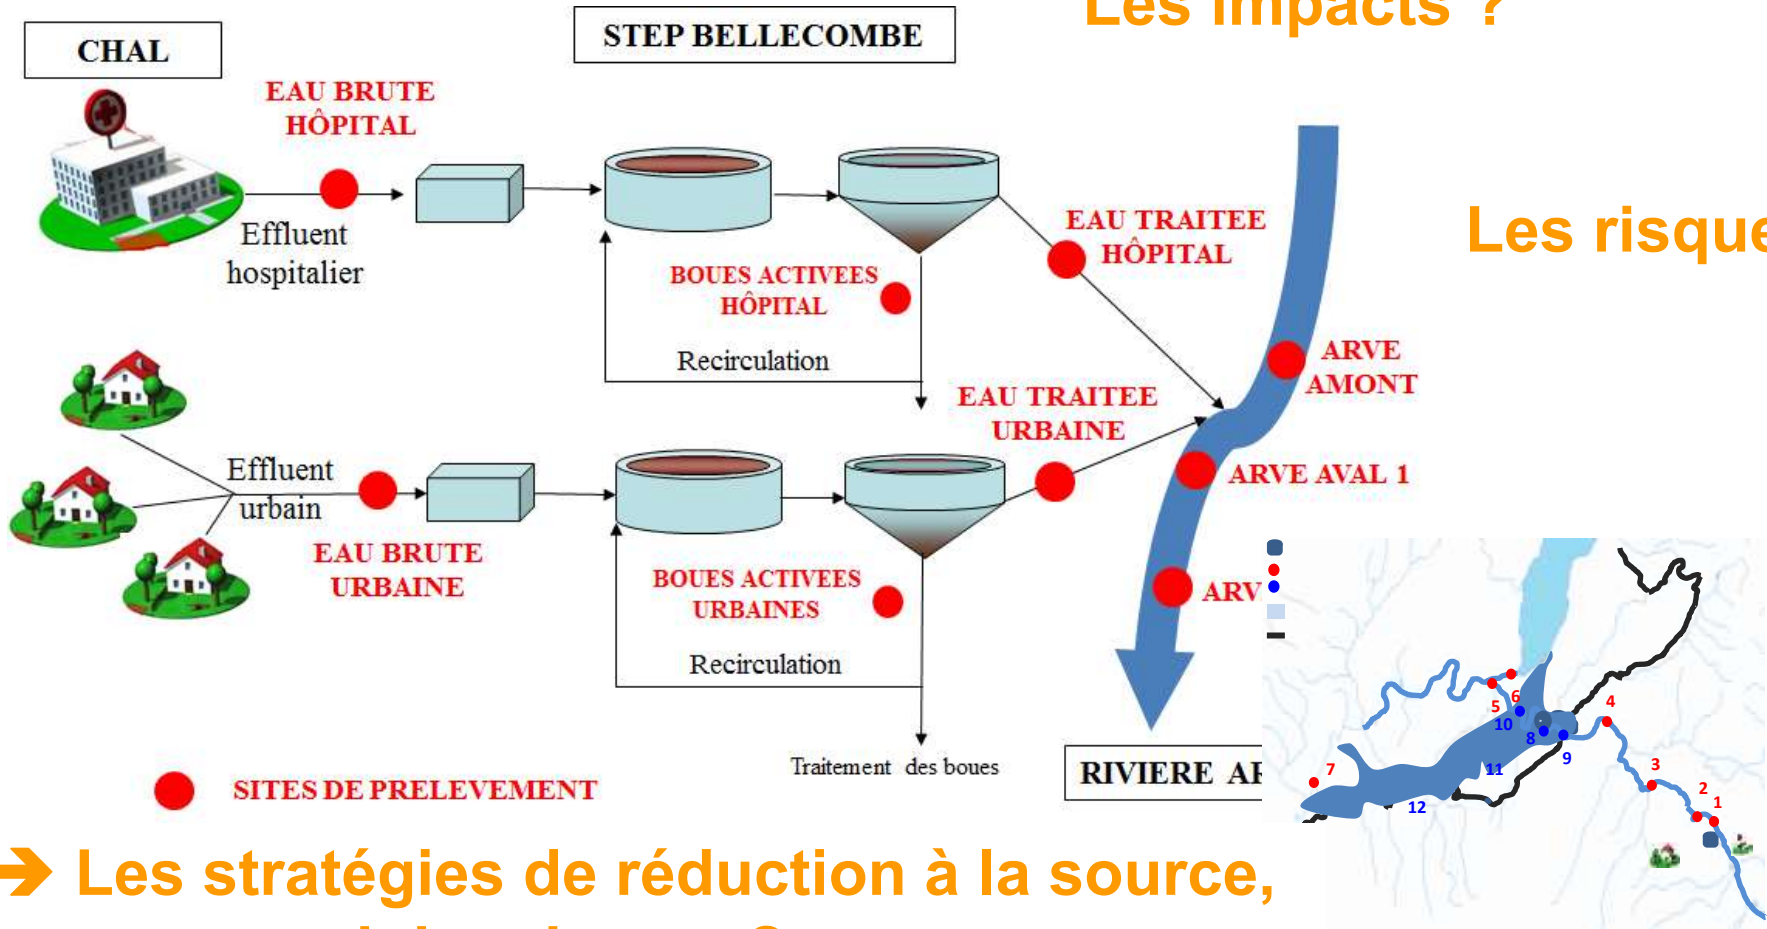 Les impacts ?
CHAL
STEP BELLECOMBE
EAU BRUTE
HÔPITAL
Effluent
hospitalier
EAU TRAITEE
HÔPITAL
Les risque
BOUES ACTIVEES
HÔPITAL
Recirculation
ARVE
AMONT
EAU TRAITEE
URBAINE
Effluent
urbain
ARVE AVAL 1
EAU BRUTE
URBAINE
BOUES ACTIVEES
URBAINES
ARV
Recirculation
Traitement des boues
RIVIERE AR
SITES DE PRELEVEMENT
6
5
4
10
8
9
7
11
3
12
2
1
➔ Les stratégies de réduction à la source,